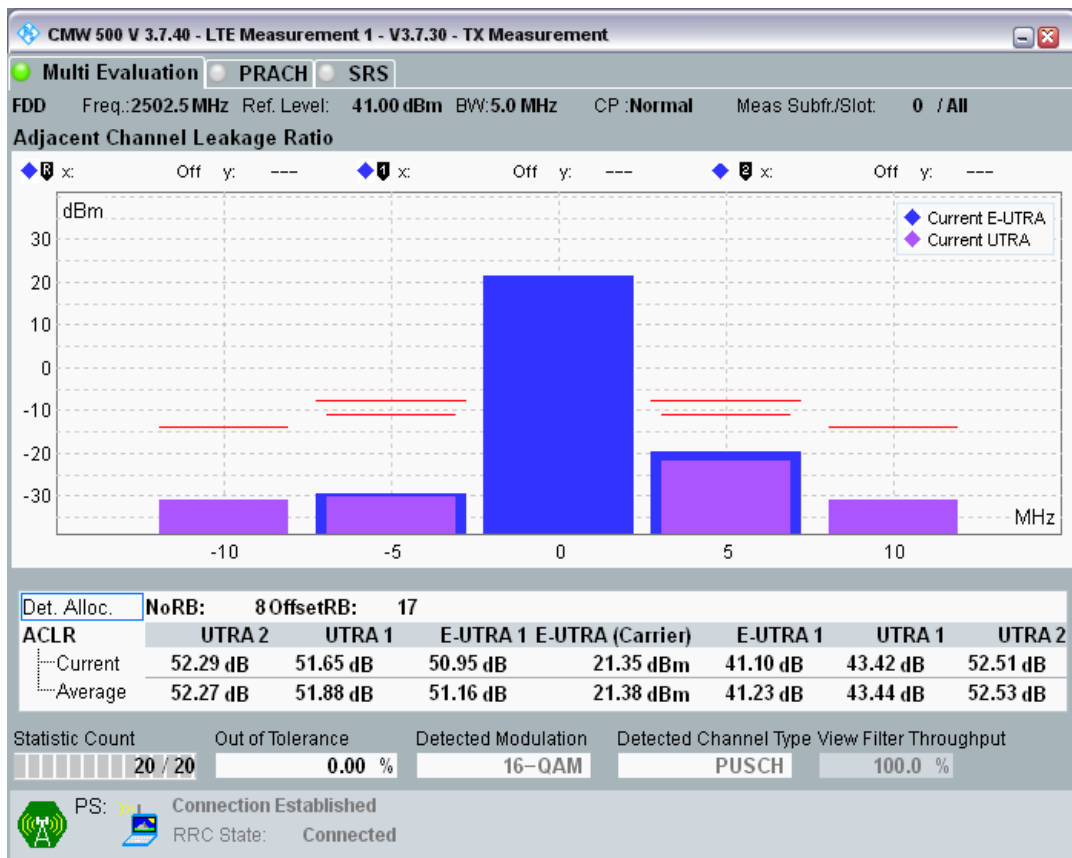 CMW 500 V 3.7.40 - LTE Measurement 1 - V3.7.30 - TX Measurement
Multi Evaluation PRACH SRS
FDD Freq.:2502.5 MHz Ref. Level: 41.00 dBm BW:5.0 MHz CP :Normal Meas Subfr./Slot: 0 / All
Adjacent Channel Leakage Ratio
R x: Off y: --- 1 x: Off y: --- 2 x: Off y: ---
dBm
Current E-UTRA
Current UTRA
30
20
10
0
-10
-20
-30
MHz
-10 -5 0 5 10
Det. Alloc. NoRB: 8 OffsetRB: 17
ACLR UTRA 2 UTRA 1 E-UTRA 1 E-UTRA (Carrier) E-UTRA 1 UTRA 1 UTRA 2
Current 52.29 dB 51.65 dB 50.95 dB 21.35 dBm 41.10 dB 43.42 dB 52.51 dB
Average 52.27 dB 51.88 dB 51.16 dB 21.38 dBm 41.23 dB 43.44 dB 52.53 dB
Statistic Count Out of Tolerance Detected Modulation Detected Channel Type View Filter Throughput
20 / 20 0.00 % 16-QAM PUSCH 100.0 %
PS: Connection Established
RRC State: Connected